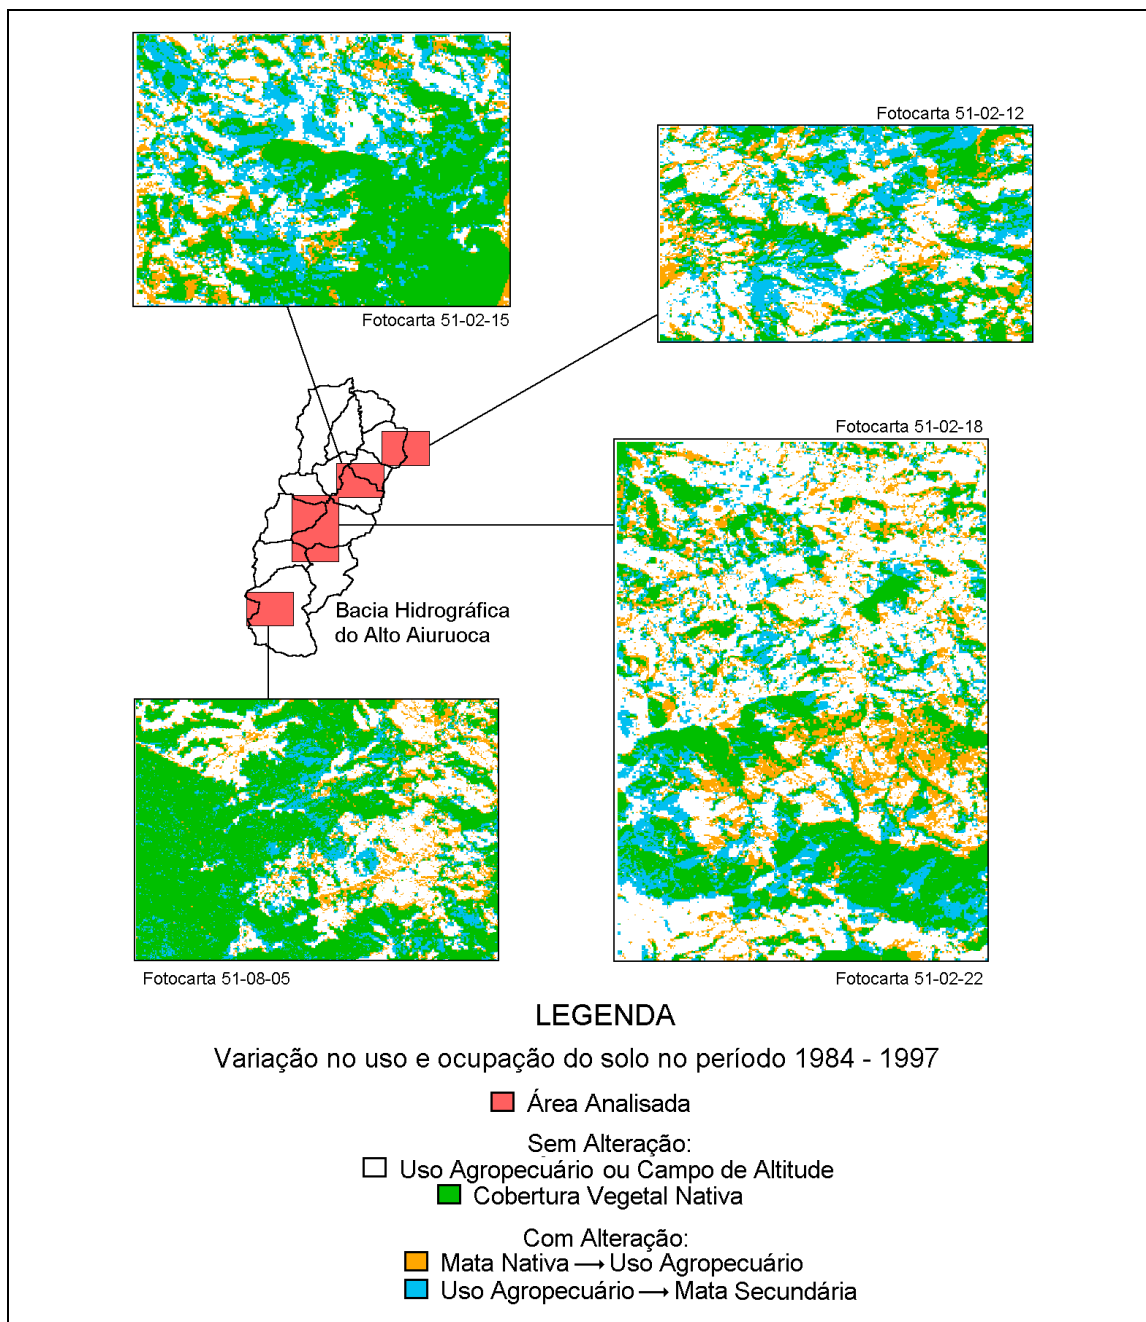 Fotocarta 51-02-12
Fotocarta 51-02-15
Fotocarta 51-02-18
Bacia Hidrográfica
do Alto Aiuruoca
Fotocarta 51-08-05
Fotocarta 51-02-22
LEGENDA
Variação no uso e ocupação do solo no período 1984 - 1997
Área Analisada
Sem Alteração:
Uso Agropecuário ou Campo de Altitude
Cobertura Vegetal Nativa
Com Alteração:
Mata Nativa → Uso Agropecuário
Uso Agropecuário → Mata Secundária